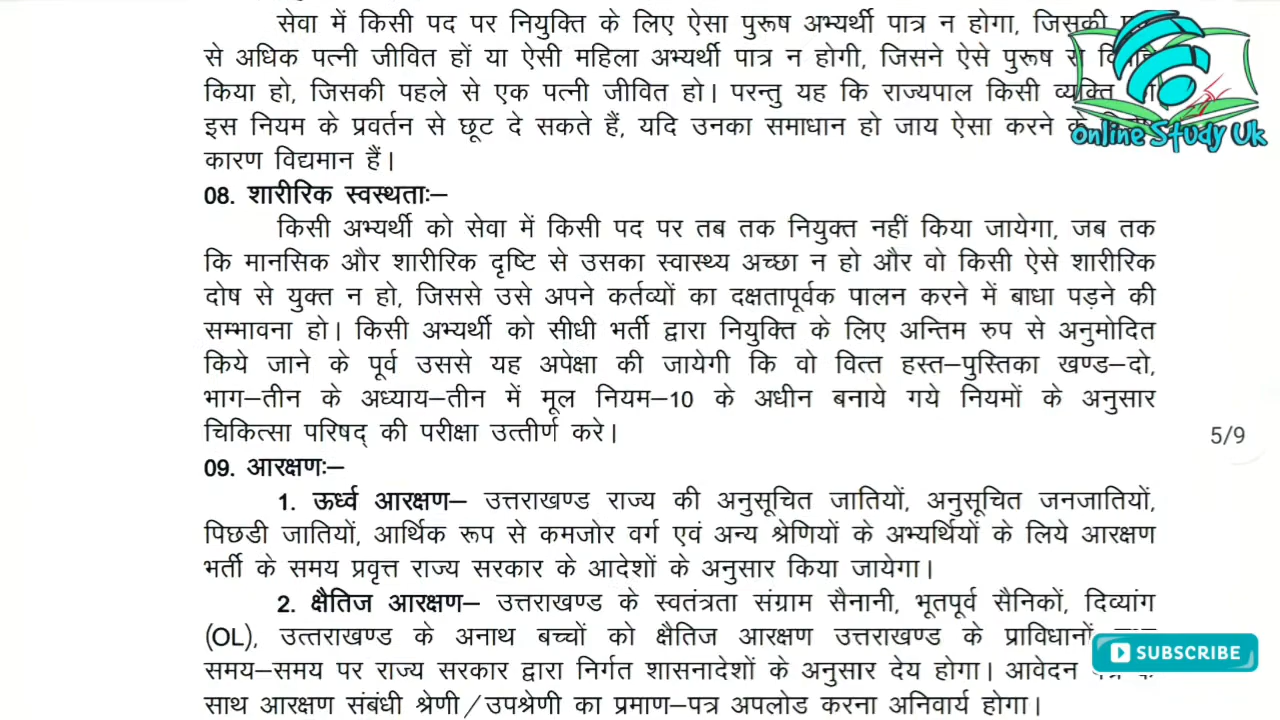 सेवा में किसी पद पर नियुक्ति के लिए ऐसा पुरूष अभ्यर्थी पात्र न होगा, जिसकी
से अधिक पत्नी जीवित हों या ऐसी महिला अभ्यर्थी पात्र न होगी, जिसने ऐसे पुरूष
किया हो, जिसकी पहले से एक पत्नी जीवित हो। परन्तु यह कि राज्यपाल किसी व्यक्ति
इस नियम के प्रवर्तन से छूट दे सकते हैं, यदि उनका समाधान हो जाय ऐसा करने के
कारण विद्यमान हैं।
Online Study Uk
08. शारीरिक स्वस्थताः–
किसी अभ्यर्थी को सेवा में किसी पद पर तब तक नियुक्त नहीं किया जायेगा, जब तक
कि मानसिक और शारीरिक दृष्टि से उसका स्वास्थ्य अच्छा न हो और वो किसी ऐसे शारीरिक
दोष से युक्त न हो, जिससे उसे अपने कर्तव्यों का दक्षतापूर्वक पालन करने में बाधा पड़ने की
सम्भावना हो। किसी अभ्यर्थी को सीधी भर्ती द्वारा नियुक्ति के लिए अन्तिम रुप से अनुमोदित
किये जाने के पूर्व उससे यह अपेक्षा की जायेगी कि वो वित्त हस्त–पुस्तिका खण्ड–दो,
भाग–तीन के अध्याय–तीन में मूल नियम–10 के अधीन बनाये गये नियमों के अनुसार
चिकित्सा परिषद् की परीक्षा उत्तीर्ण करे।
5/9
09. आरक्षणः–
1. ऊर्ध्व आरक्षण– उत्तराखण्ड राज्य की अनुसूचित जातियों, अनुसूचित जनजातियों,
पिछडी जातियों, आर्थिक रूप से कमजोर वर्ग एवं अन्य श्रेणियों के अभ्यर्थियों के लिये आरक्षण
भर्ती के समय प्रवृत्त राज्य सरकार के आदेशों के अनुसार किया जायेगा।
2. क्षैतिज आरक्षण– उत्तराखण्ड के स्वतंत्रता संग्राम सैनानी, भूतपूर्व सैनिकों, दिव्यांग
(OL), उत्तराखण्ड के अनाथ बच्चों को क्षैतिज आरक्षण उत्तराखण्ड के प्राविधानों
समय–समय पर राज्य सरकार द्वारा निर्गत शासनादेशों के अनुसार देय होगा। आवेदन
साथ आरक्षण संबंधी श्रेणी/उपश्रेणी का प्रमाण–पत्र अपलोड करना अनिवार्य होगा।
SUBSCRIBE